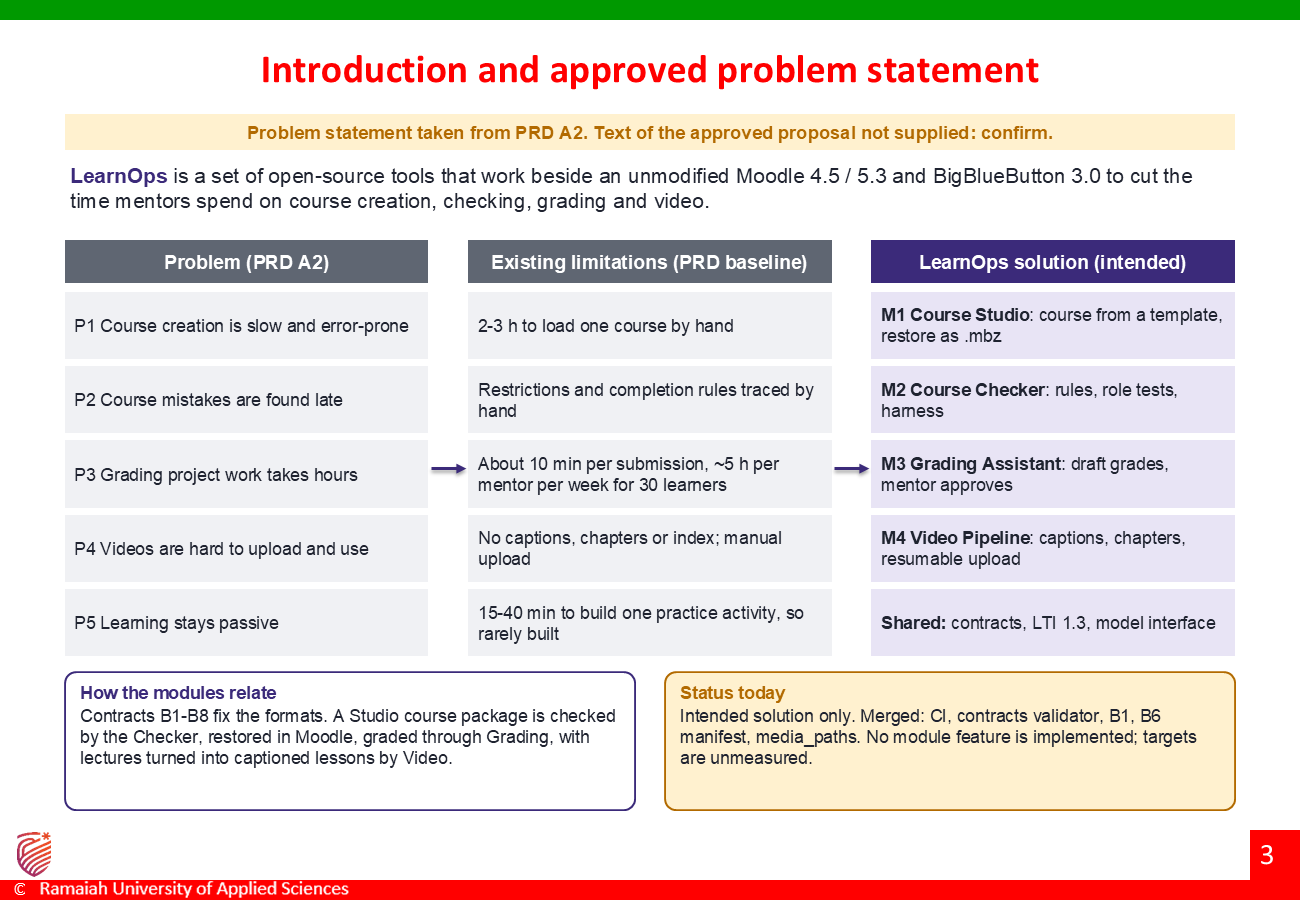 Introduction and approved problem statement
Problem statement taken from PRD A2. Text of the approved proposal not supplied: confirm.
LearnOps is a set of open-source tools that work beside an unmodified Moodle 4.5 / 5.3 and BigBlueButton 3.0 to cut the
time mentors spend on course creation, checking, grading and video.
Problem (PRD A2)
P1 Course creation is slow and error-prone
P2 Course mistakes are found late
P3 Grading project work takes hours
P4 Videos are hard to upload and use
P5 Learning stays passive
Existing limitations (PRD baseline)
2-3 h to load one course by hand
Restrictions and completion rules traced by
hand
About 10 min per submission, ~5 h per
mentor per week for 30 learners
No captions, chapters or index; manual
upload
15-40 min to build one practice activity, so
rarely built
LearnOps solution (intended)
M1 Course Studio: course from a template,
restore as .mbz
M2 Course Checker: rules, role tests,
harness
M3 Grading Assistant: draft grades,
mentor approves
M4 Video Pipeline: captions, chapters,
resumable upload
Shared: contracts, LTI 1.3, model interface
How the modules relate
Contracts B1-B8 fix the formats. A Studio course package is checked
by the Checker, restored in Moodle, graded through Grading, with
lectures turned into captioned lessons by Video.
Status today
Intended solution only. Merged: CI, contracts validator, B1, B6
manifest, media_paths. No module feature is implemented; targets
are unmeasured.
3
© Ramaiah University of Applied Sciences